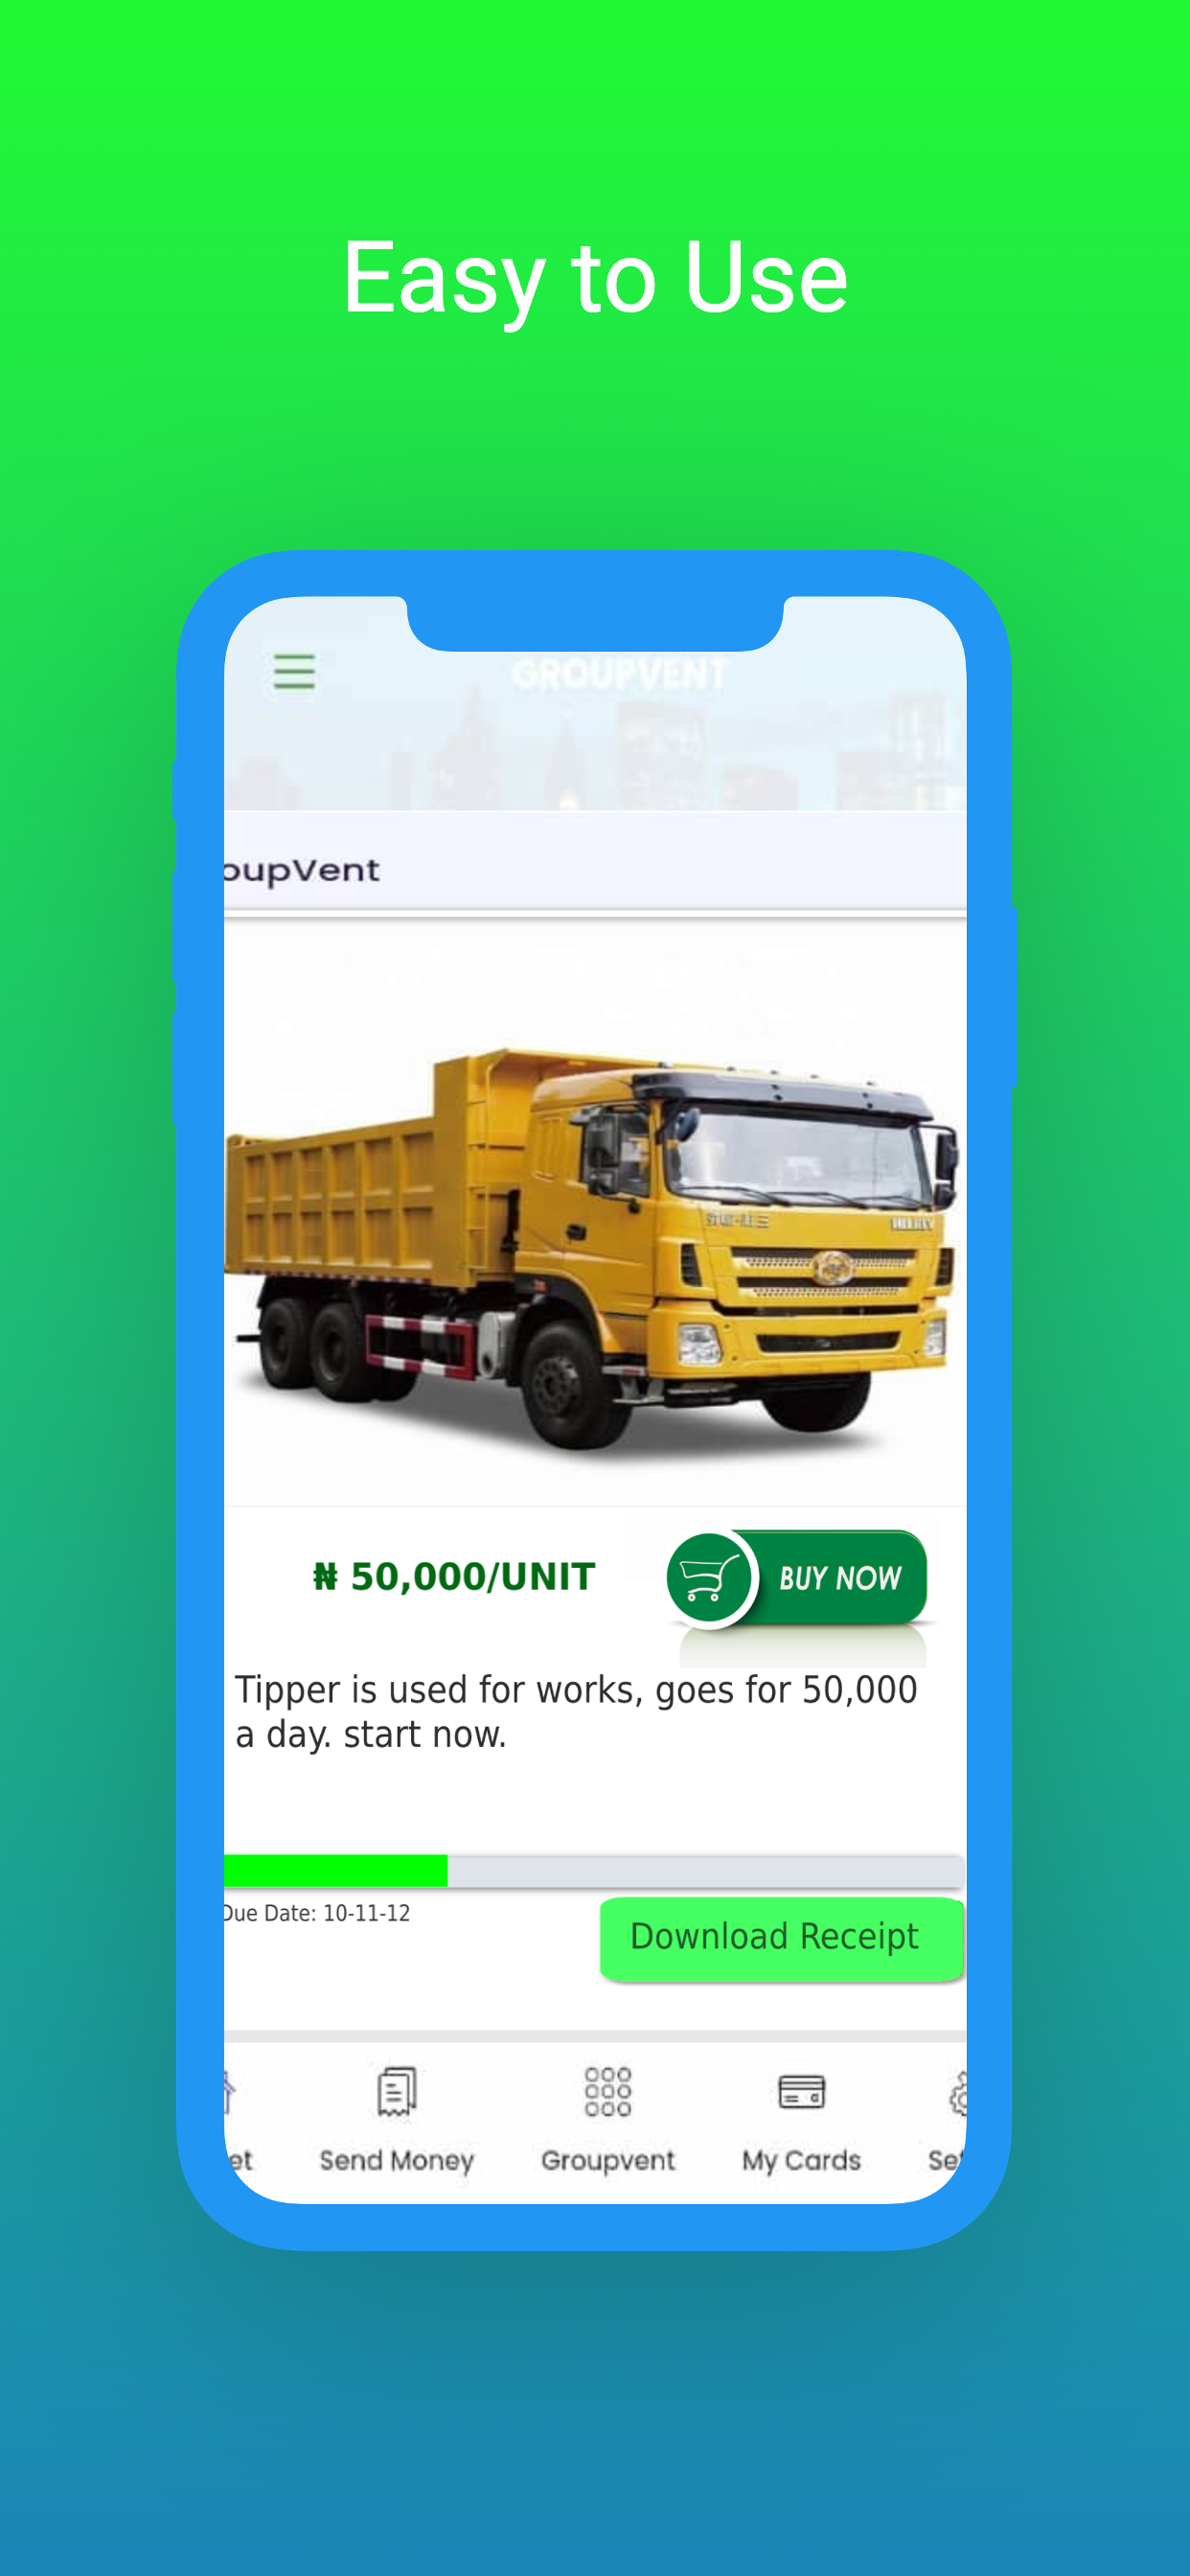 Easy to Use
GROUPVENT
oupVent
₦ 50,000/UNIT
BUY NOW
Tipper is used for works, goes for 50,000
a day. start now.
Due Date: 10-11-12
Download Receipt
et
Send Money
Groupvent
My Cards
Set